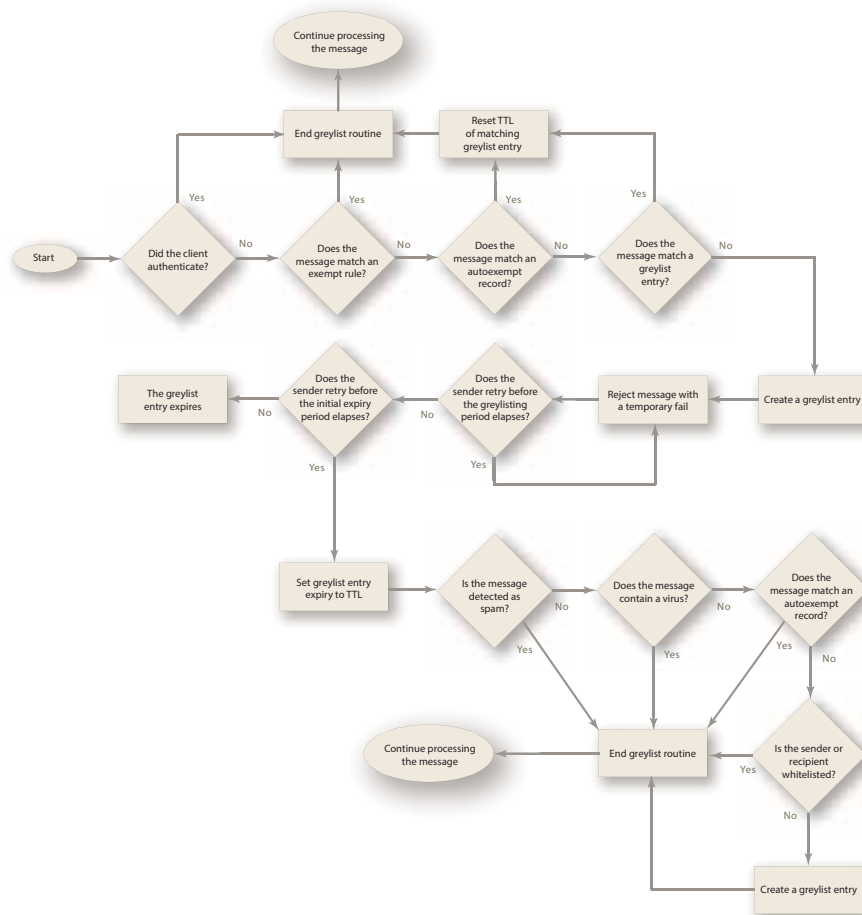 Continue processing
the message
End greylist routine
Reset TTL
of matching
greylist entry
Yes
Yes
Yes
Yes
Start
Did the client
authenticate?
No
Does the
message match an
exempt rule?
No
Does the
message match an
autoexempt
record?
No
Does the
message match a
greylist
entry?
No
The greylist
entry expires
No
Does the
sender retry before
the initial expiry
period elapses?
No
Does the
sender retry before
the greylisting
period elapses?
Reject message with
a temporary fail
Create a greylist entry
Yes
Yes
Set greylist entry
expiry to TTL
Is the message
detected as
spam?
No
Does the message
contain a virus?
No
Does the
message match an
autoexempt
record?
Yes
Yes
Yes
No
Continue processing
the message
End greylist routine
Yes
Is the sender or
recipient
whitelisted?
No
Create a greylist entry